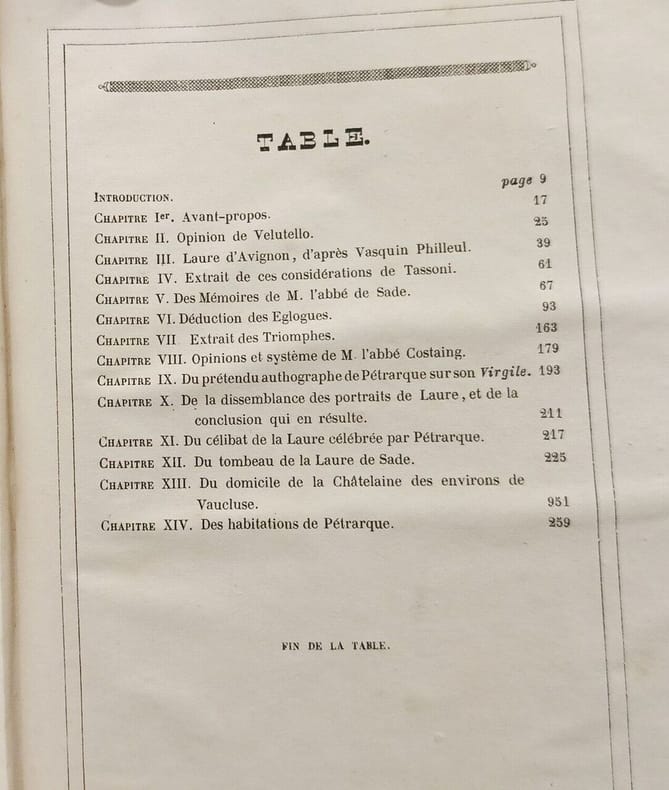 TABLE.
INTRODUCTION. page 9
CHAPITRE Ier. Avant-propos. 17
CHAPITRE II. Opinion de Velutello. 25
CHAPITRE III. Laure d'Avignon, d'après Vasquin Philleul. 39
CHAPITRE IV. Extrait de ces considérations de Tassoni. 61
CHAPITRE V. Des Mémoires de M. l'abbé de Sade. 67
CHAPITRE VI. Déduction des Eglogues. 93
CHAPITRE VII Extrait des Triomphes. 163
CHAPITRE VIII. Opinions et système de M. l'abbé Costaing. 179
CHAPITRE IX. Du prétendu authographe de Pétrarque sur son Virgile. 193
CHAPITRE X. De la dissemblance des portraits de Laure, et de la
conclusion qui en résulte. 211
CHAPITRE XI. Du célibat de la Laure célébrée par Pétrarque. 217
CHAPITRE XII. Du tombeau de la Laure de Sade. 225
CHAPITRE XIII. Du domicile de la Châtelaine des environs de
Vaucluse. 951
CHAPITRE XIV. Des habitations de Pétrarque. 259
FIN DE LA TABLE.